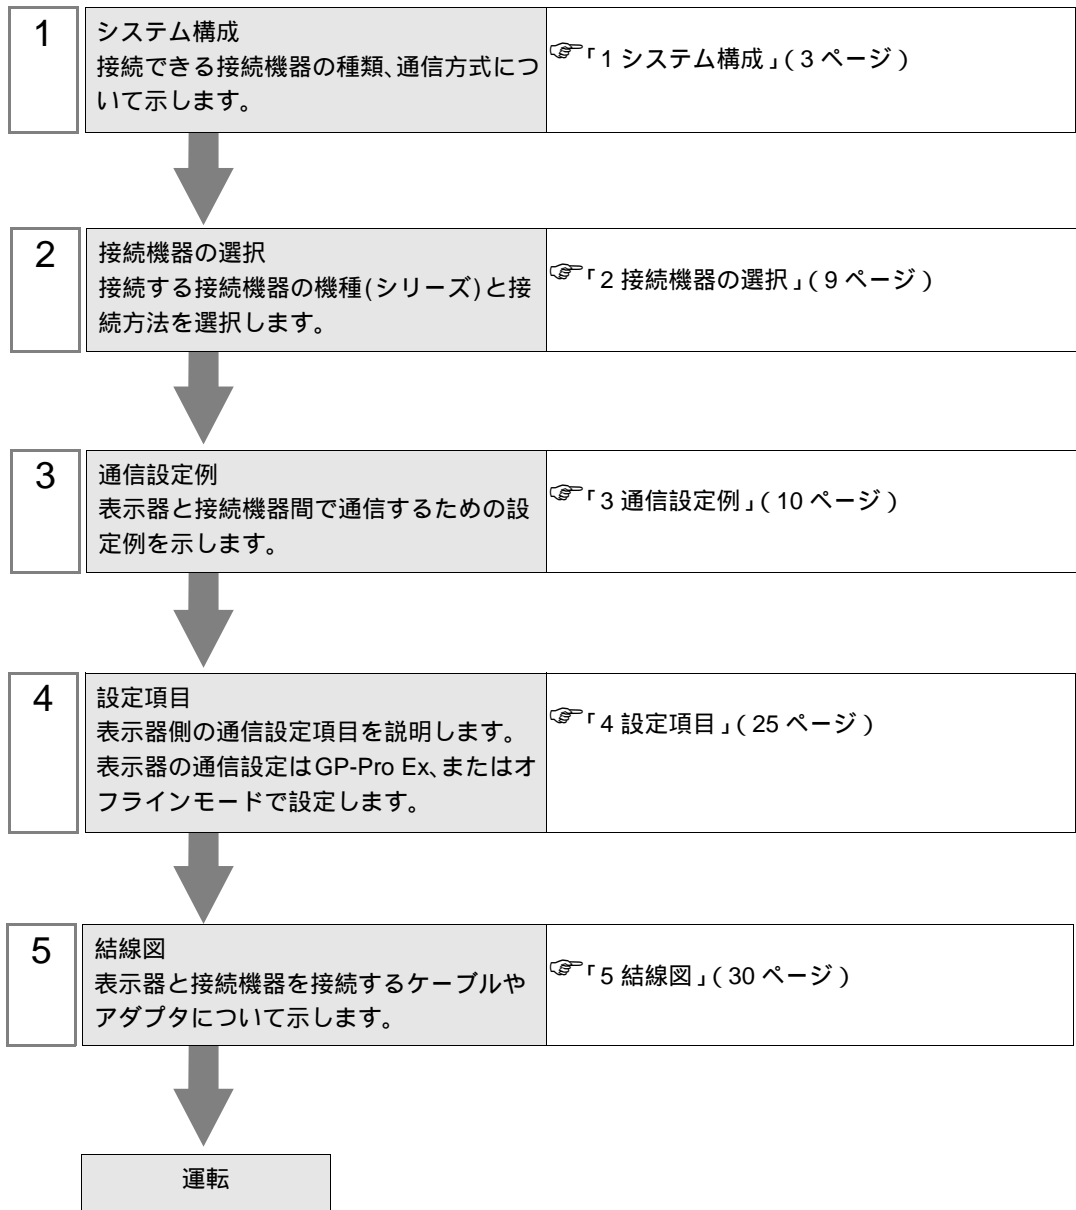 1
システム構成
接続できる接続機器の種類、通信方式につ
いて示します。
☞「1 システム構成」( 3 ページ )
2
接続機器の選択
接続する接続機器の機種(シリーズ)と接
続方法を選択します。
☞「2 接続機器の選択」( 9 ページ )
3
通信設定例
表示器と接続機器間で通信するための設
定例を示します。
☞「3 通信設定例」( 10 ページ )
4
設定項目
表示器側の通信設定項目を説明します。
表示器の通信設定はGP-Pro Ex、またはオ
フラインモードで設定します。
☞「4 設定項目」( 25 ページ )
5
結線図
表示器と接続機器を接続するケーブルや
アダプタについて示します。
☞「5 結線図」( 30 ページ )
運転